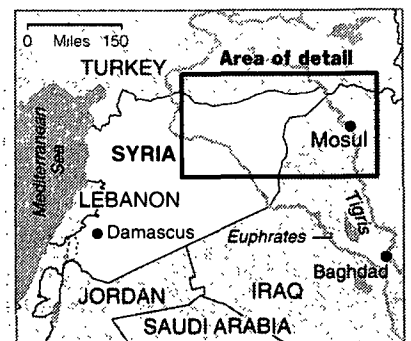 0 Miles 150
Area of detail
TURKEY
Mosul
SYRIA
Mediterranean
Sea
LEBANON
Tigris
Damascus
Euphrates
Baghdad
JORDAN
IRAQ
SAUDI ARABIA